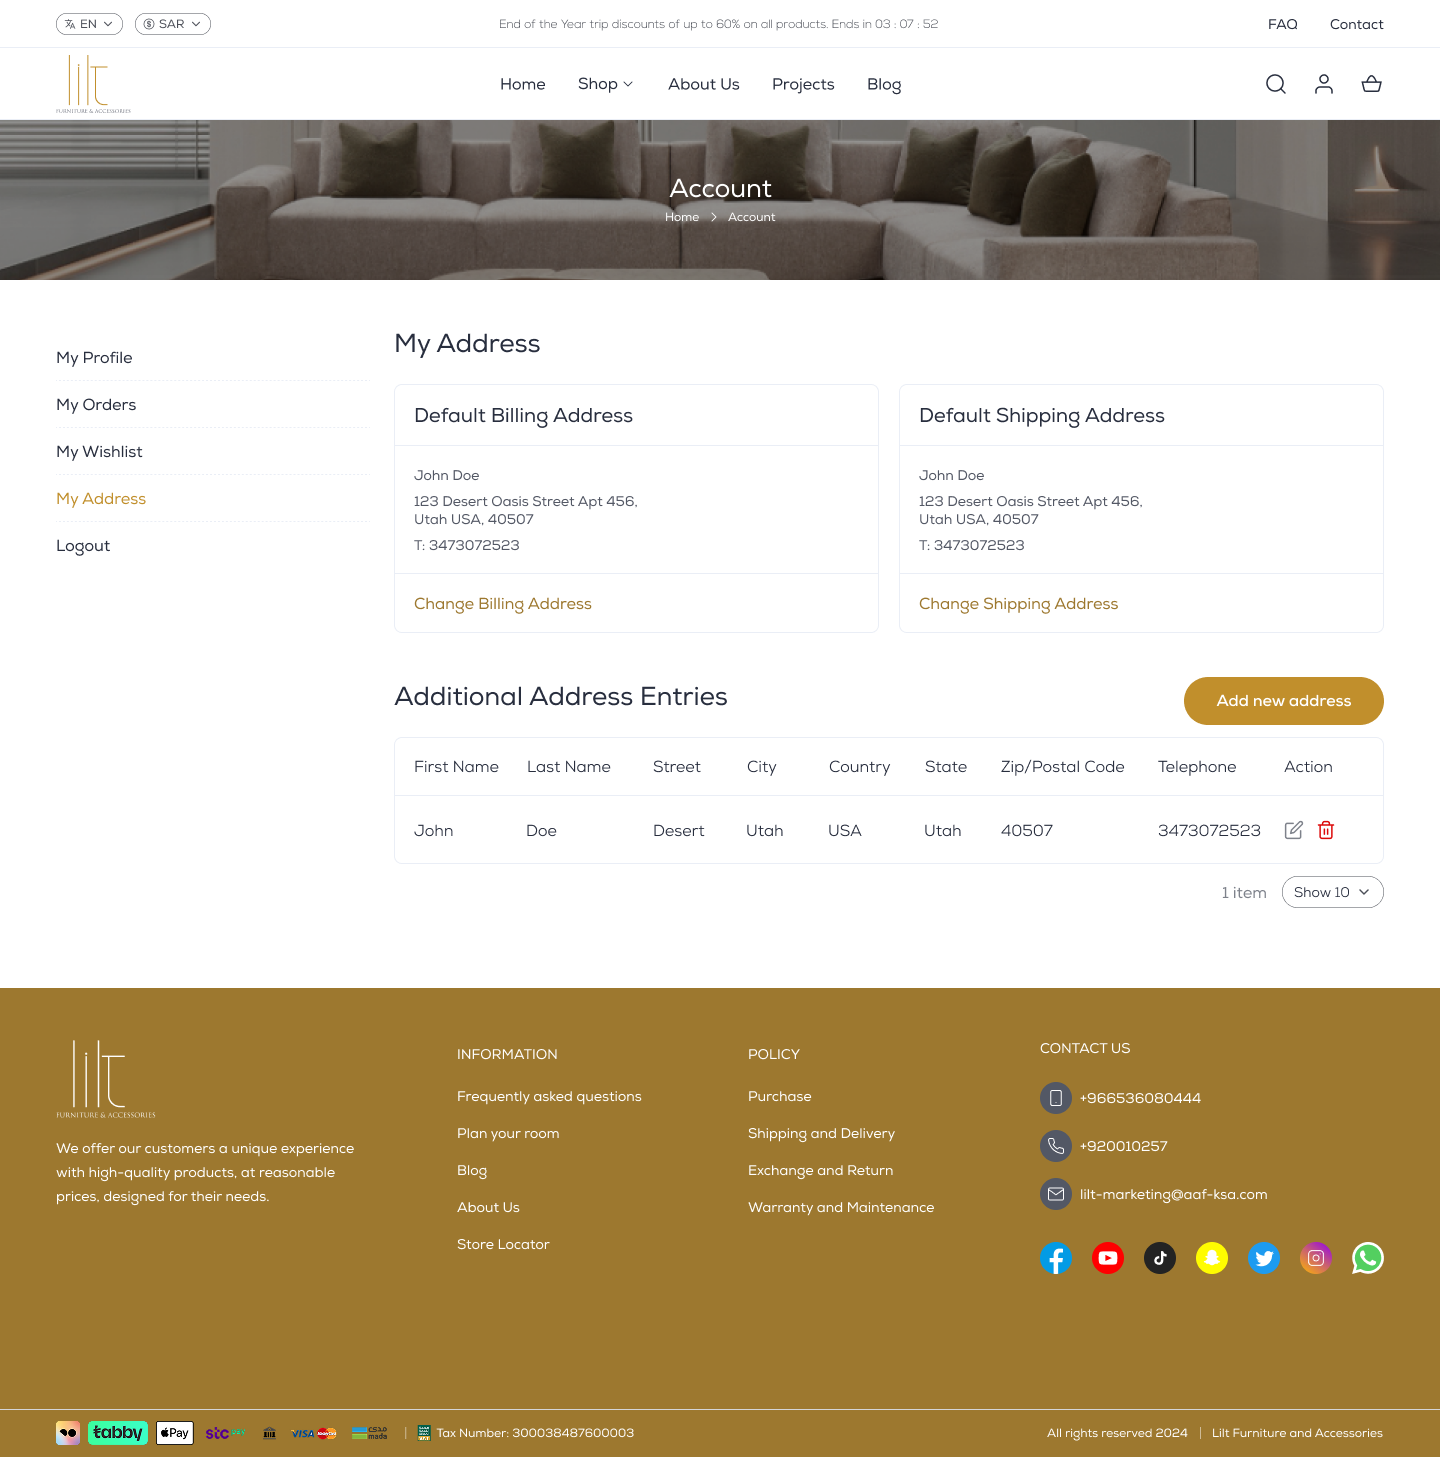 EN
SAR
End of the Year trip discounts of up to 60% on all products. Ends in 03 : 07 : 52
FAQ
Contact
lilt
FURNITURE & ACCESSORIES
Home
Shop
About Us
Projects
Blog
Account
Home > Account
My Profile
My Orders
My Wishlist
My Address
Logout
My Address
Default Billing Address
John Doe
123 Desert Oasis Street Apt 456,
Utah USA, 40507
T: 3473072523
Change Billing Address
Default Shipping Address
John Doe
123 Desert Oasis Street Apt 456,
Utah USA, 40507
T: 3473072523
Change Shipping Address
Additional Address Entries
Add new address
First Name Last Name Street City Country State Zip/Postal Code Telephone Action
John Doe Desert Utah USA Utah 40507 3473072523
1 item
Show 10
lilt
FURNITURE & ACCESSORIES
We offer our customers a unique experience
with high-quality products, at reasonable
prices, designed for their needs.
INFORMATION
Frequently asked questions
Plan your room
Blog
About Us
Store Locator
POLICY
Purchase
Shipping and Delivery
Exchange and Return
Warranty and Maintenance
CONTACT US
+966536080444
+920010257
lilt-marketing@aaf-ksa.com
tabby
Pay
stc pay
VISA
mada
Tax Number: 300038487600003
All rights reserved 2024 | Lilt Furniture and Accessories